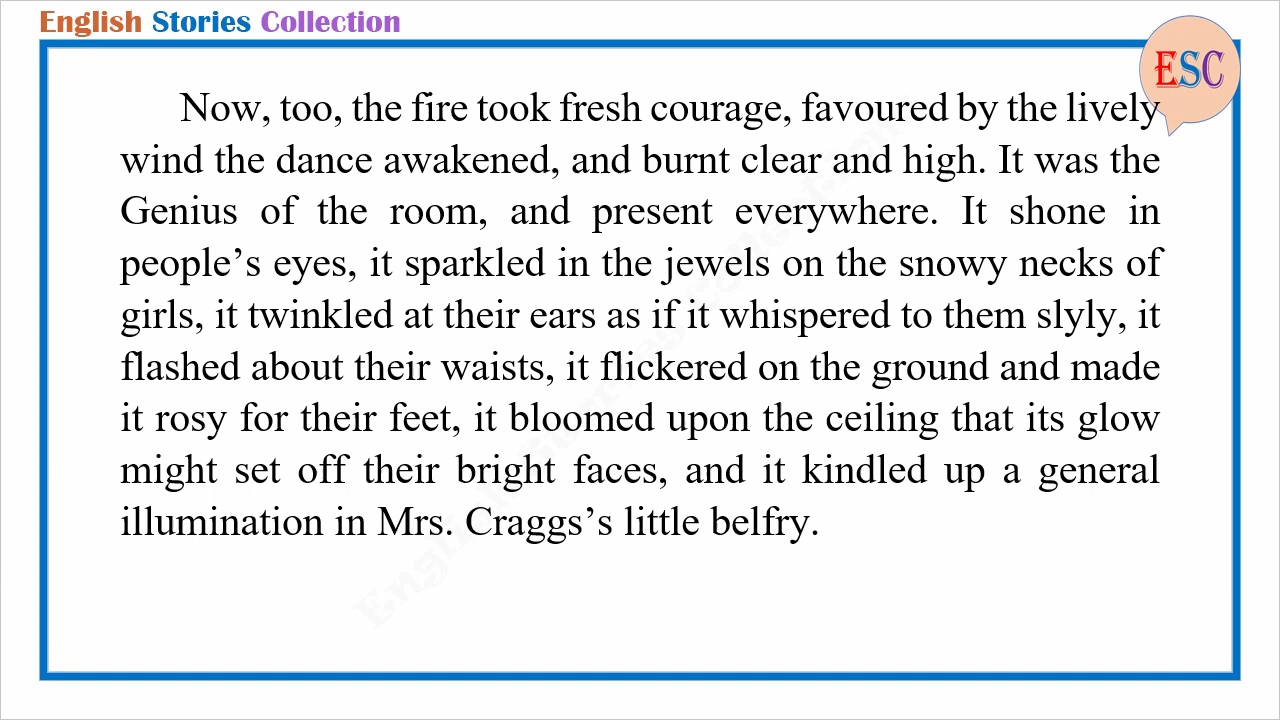 English Stories Collection
ESC
Now, too, the fire took fresh courage, favoured by the lively
wind the dance awakened, and burnt clear and high. It was the
Genius of the room, and present everywhere. It shone in
people’s eyes, it sparkled in the jewels on the snowy necks of
girls, it twinkled at their ears as if it whispered to them slyly, it
flashed about their waists, it flickered on the ground and made
it rosy for their feet, it bloomed upon the ceiling that its glow
might set off their bright faces, and it kindled up a general
illumination in Mrs. Craggs’s little belfry.
English Stories Collection